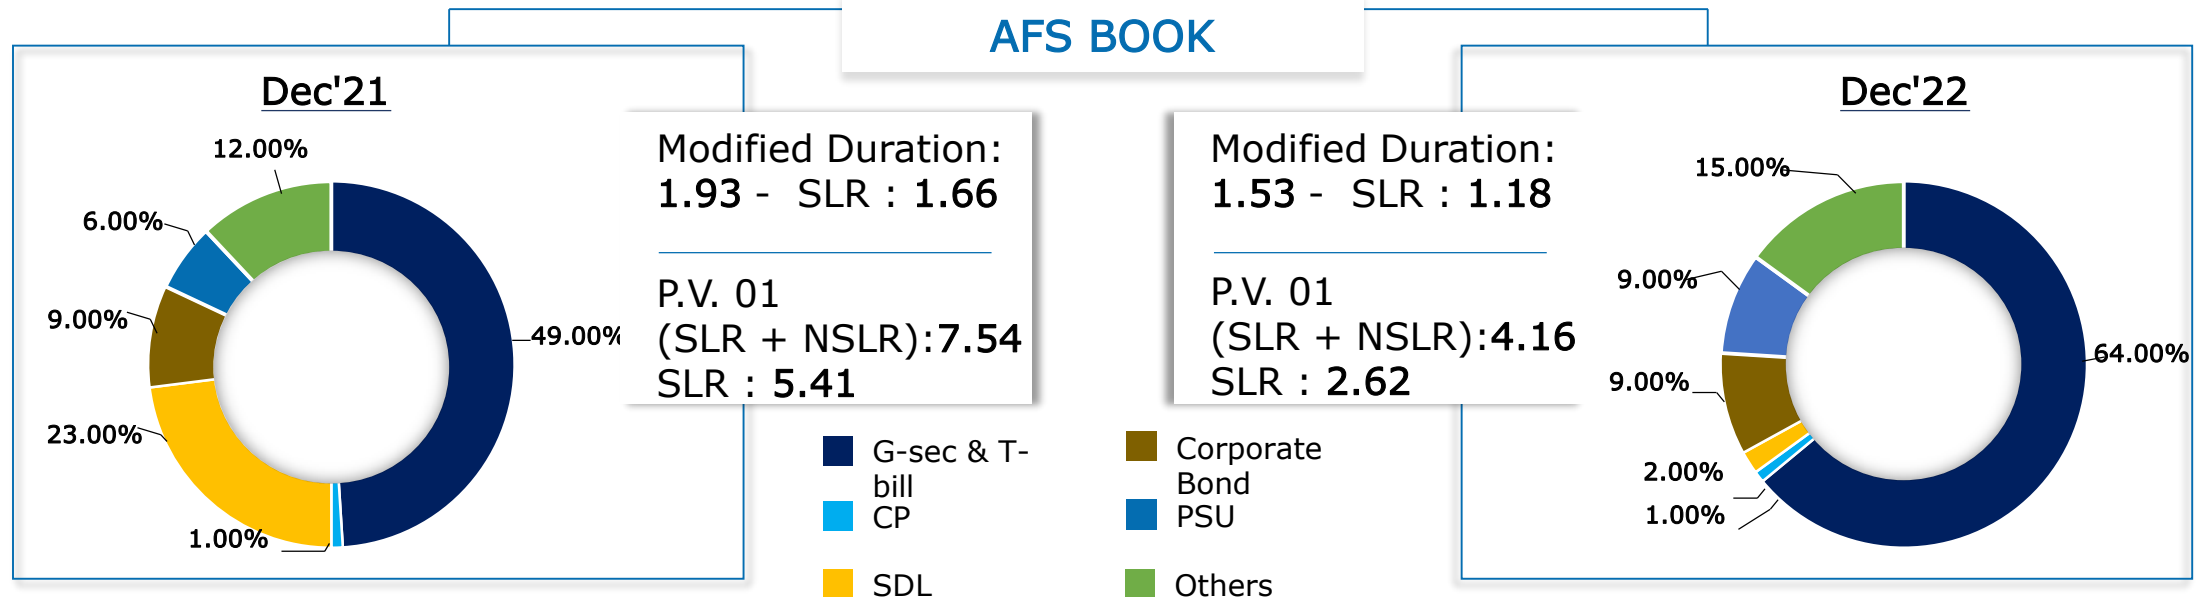 AFS BOOK
Dec'21
12.00%
6.00%
9.00%
49.00%
23.00%
1.00%
Modified Duration:
1.93 - SLR : 1.66
P.V. 01
(SLR + NSLR):7.54
SLR : 5.41
Modified Duration:
1.53 - SLR : 1.18
P.V. 01
(SLR + NSLR):4.16
SLR : 2.62
Dec'22
15.00%
9.00%
64.00%
9.00%
2.00%
1.00%
G-sec & T-
bill
CP
SDL
Corporate
Bond
PSU
Others